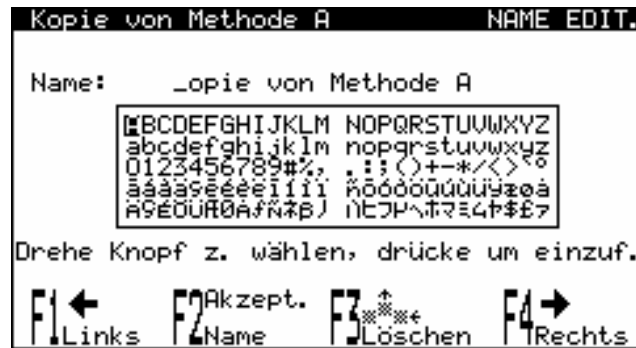 Kopie von Methode A NAME EDIT.
Name: _opie von Methode A
ABCDEFGHIJKLM NOPQRSTUVWXYZ
abcdefghijklm nopqrstuvwxyz
0123456789#%, .:;()+-*/<>
Drehe Knopf z. wählen, drücke um einzuf.
F1 ← Links
F2 Akzept. Name
F3 Löschen
F4 → Rechts